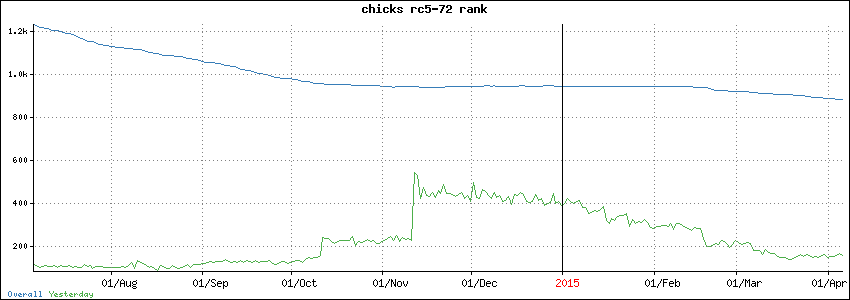 chicks rc5-72 rank
1.2k
1.0k
800
600
400
200
01/Aug 01/Sep 01/Oct 01/Nov 01/Dec 2015 01/Feb 01/Mar 01/Apr
Overall Yesterday